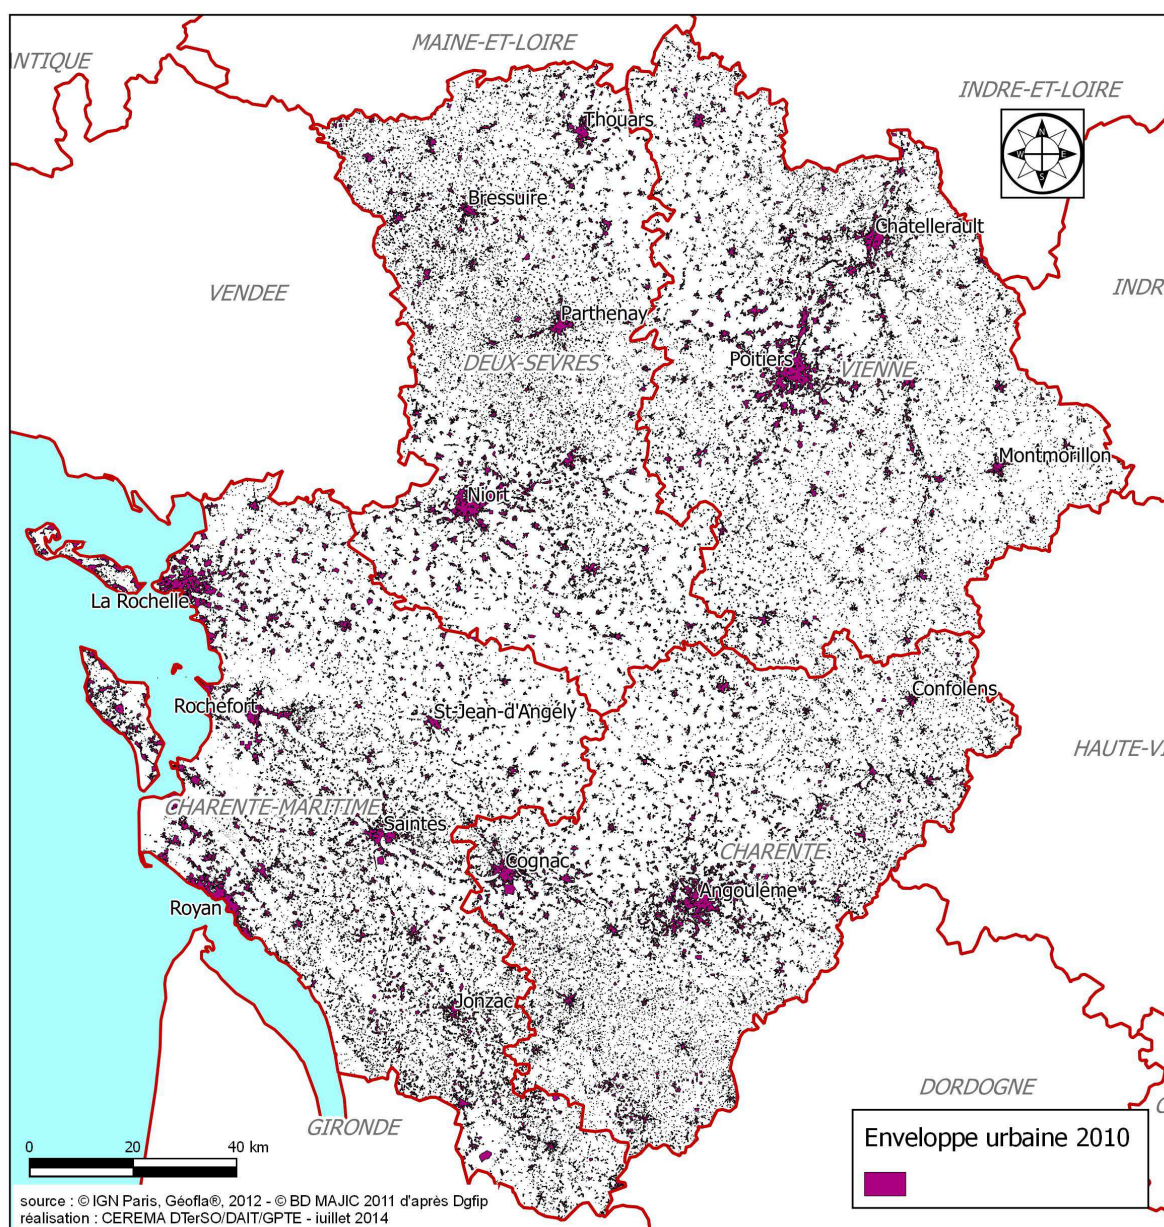 MAINE-ET-LOIRE
ANTIQUE
INDRE-ET-LOIRE
N
W E
S
Thouars
Bressuire
Chatellerault
VENDEE
INDR
Parthenay
Poitiers
DEUX-SEVRES
VIENNE
Montmorillon
Niort
La Rochelle
Confolens
Rochefort
St-Jean-d'Angély
HAUTE-V
CHARENTE-MARITIME
Saintes
CHARENTE
Cognac
Angoulême
Royan
Jonzac
DORDOGNE
GIRONDE
Enveloppe urbaine 2010
0 20 40 km
source : © IGN Paris, Géofla®, 2012 - © BD MAJIC 2011 d'après Dgfip
réalisation : CEREMA DTerSO/DAIT/GPTE - juillet 2014